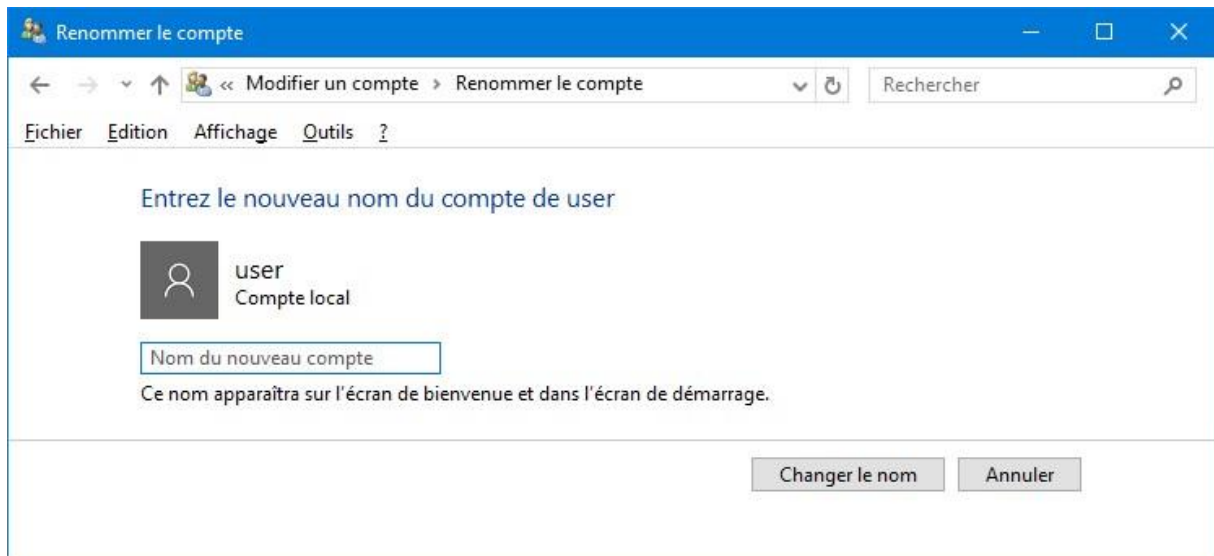 Renommer le compte
« Modifier un compte › Renommer le compte
Rechercher
Fichier Edition Affichage Outils ?
Entrez le nouveau nom du compte de user
user
Compte local
Nom du nouveau compte
Ce nom apparaîtra sur l'écran de bienvenue et dans l'écran de démarrage.
Changer le nom Annuler